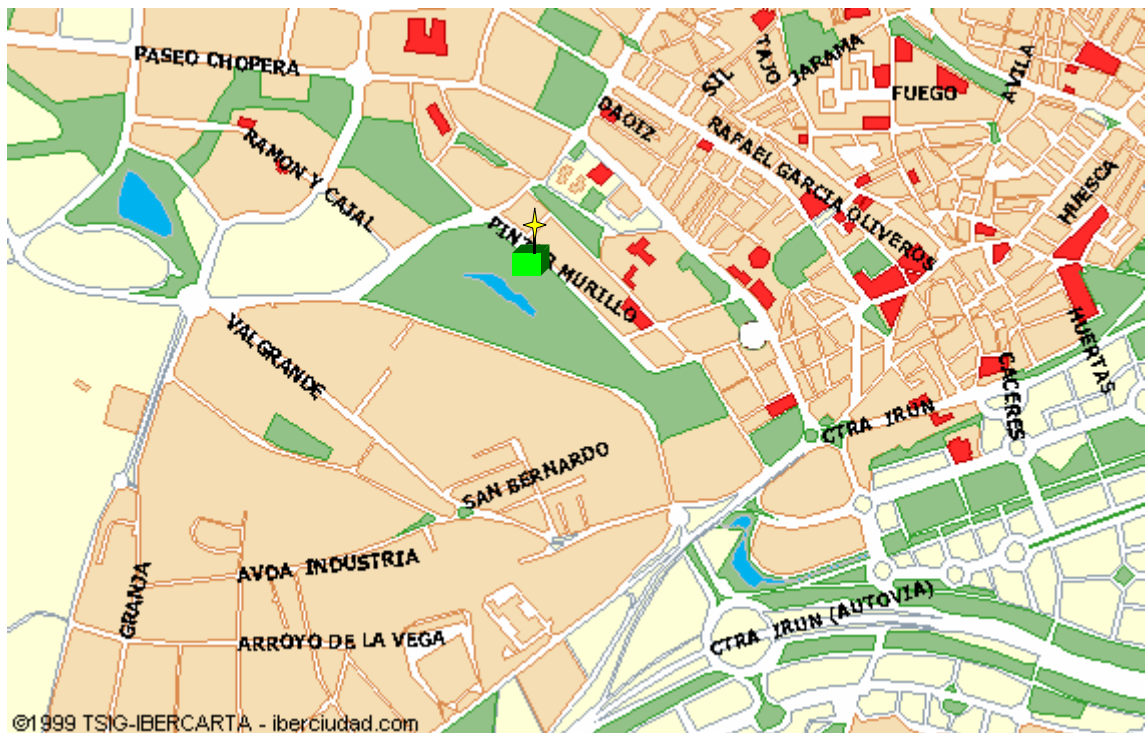 PASEO CHOPERA
TAJO
SIL
JARAMA
AVILA
FUEGO
DAOIZ
RAFAEL GARCIA OLIVEROS
RAMON Y CAJAL
HUESCA
PINTOR MURILLO
VALGRANDE
HUERTAS
CACERES
CTRA IRUN
SAN BERNARDO
AVDA INDUSTRIA
GRANJA
ARROYO DE LA VEGA
CTRA IRUN (AUTOVIA)
©1999 TSIG-IBERCARTA - iberciudad.com